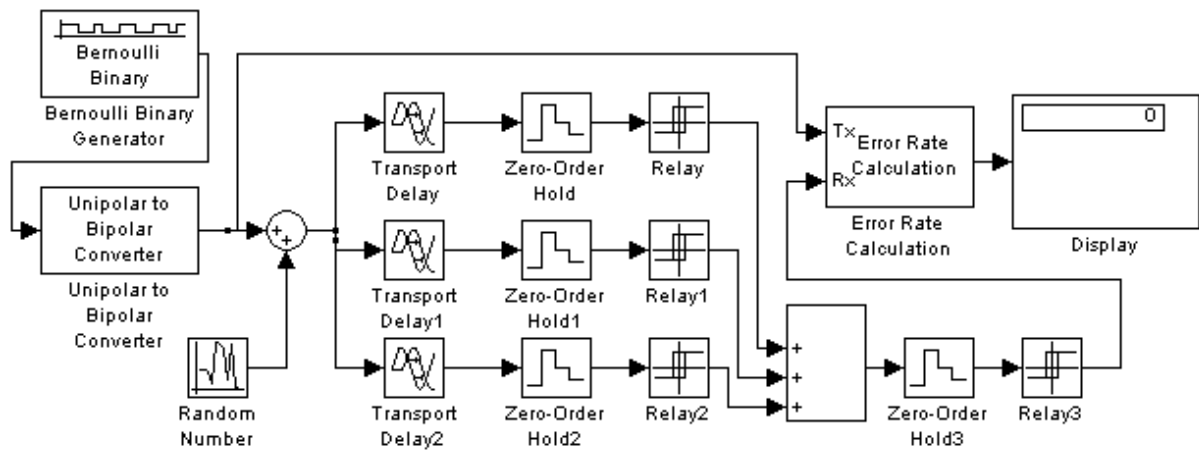 Bernoulli
Binary
Bernoulli Binary
Generator
Unipolar to
Bipolar
Converter
Unipolar to
Bipolar
Converter
+
+
Random
Number
Transport
Delay
Zero-Order
Hold
Relay
Transport
Delay1
Zero-Order
Hold1
Relay1
Transport
Delay2
Zero-Order
Hold2
Relay2
+
+
+
Zero-Order
Hold3
Relay3
Tx
Rx
Error Rate
Calculation
Error Rate
Calculation
0
Display